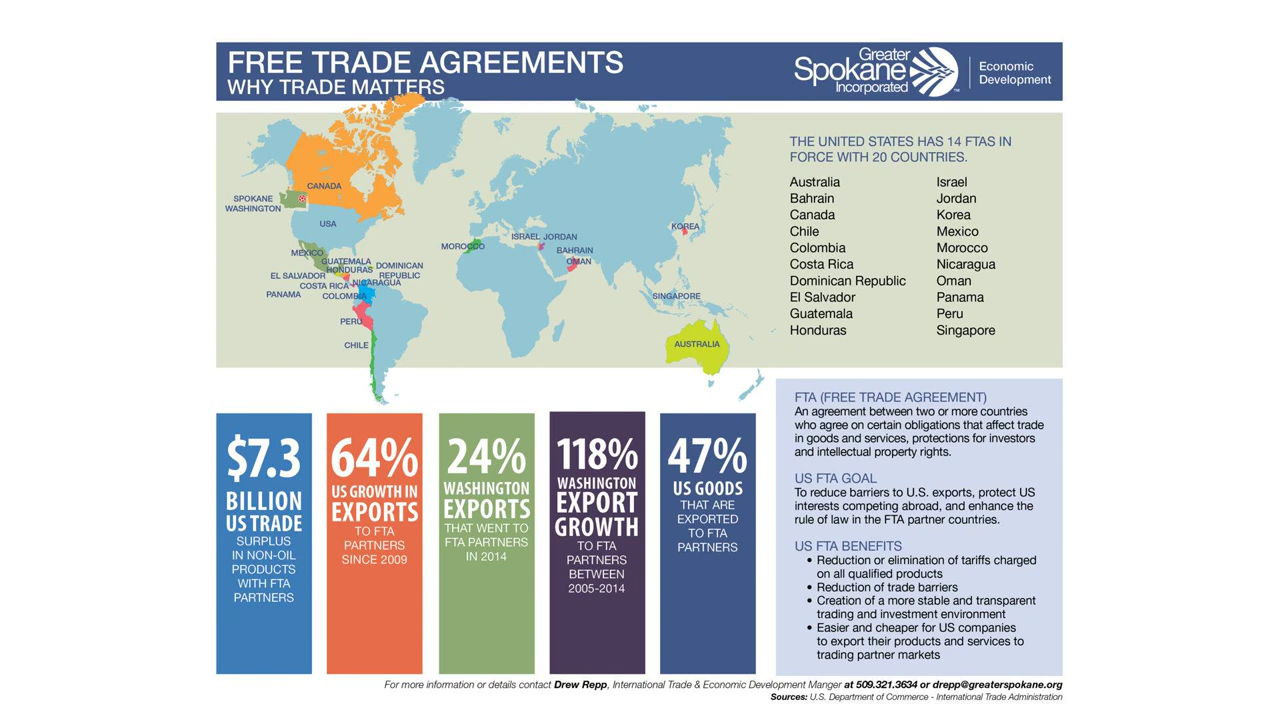 FREE TRADE AGREEMENTS
WHY TRADE MATTERS
Greater
Spokane
Incorporated
TM
Economic
Development
CANADA
SPOKANE
WASHINGTON
USA
MEXICO
GUATEMALA
HONDURAS
DOMINICAN
REPUBLIC
EL SALVADOR
COSTA RICA
NICARAGUA
PANAMA
COLOMBIA
PERU
CHILE
MOROCCO
ISRAEL
JORDAN
BAHRAIN
OMAN
KOREA
SINGAPORE
AUSTRALIA
THE UNITED STATES HAS 14 FTAS IN
FORCE WITH 20 COUNTRIES.
Australia
Bahrain
Canada
Chile
Colombia
Costa Rica
Dominican Republic
El Salvador
Guatemala
Honduras
Israel
Jordan
Korea
Mexico
Morocco
Nicaragua
Oman
Panama
Peru
Singapore
$7.3
BILLION
US TRADE
SURPLUS
IN NON-OIL
PRODUCTS
WITH FTA
PARTNERS
64%
US GROWTH IN
EXPORTS
TO FTA
PARTNERS
SINCE 2009
24%
WASHINGTON
EXPORTS
THAT WENT TO
FTA PARTNERS
IN 2014
118%
WASHINGTON
EXPORT
GROWTH
TO FTA
PARTNERS
BETWEEN
2005-2014
47%
US GOODS
THAT ARE
EXPORTED
TO FTA
PARTNERS
FTA (FREE TRADE AGREEMENT)
An agreement between two or more countries
who agree on certain obligations that affect trade
in goods and services, protections for investors
and intellectual property rights.
US FTA GOAL
To reduce barriers to U.S. exports, protect US
interests competing abroad, and enhance the
rule of law in the FTA partner countries.
US FTA BENEFITS
• Reduction or elimination of tariffs charged
on all qualified products
• Reduction of trade barriers
• Creation of a more stable and transparent
trading and investment environment
• Easier and cheaper for US companies
to export their products and services to
trading partner markets
For more information or details contact Drew Repp, International Trade & Economic Development Manger at 509.321.3634 or drepp@greaterspokane.org
Sources: U.S. Department of Commerce - International Trade Administration